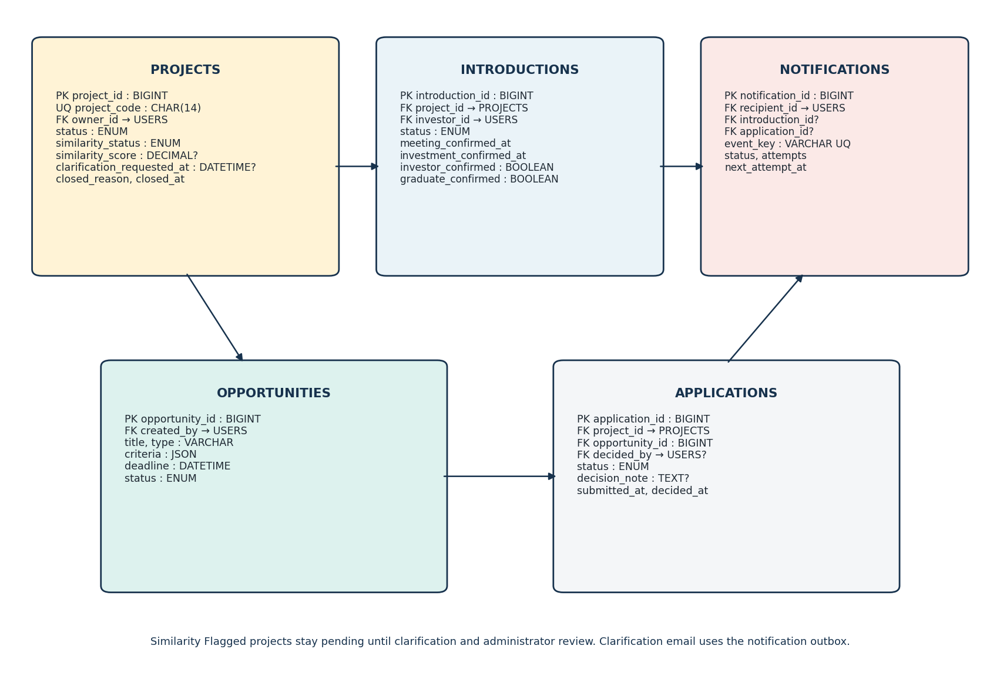 PROJECTS
PK project_id : BIGINT
UQ project_code : CHAR(14)
FK owner_id → USERS
status : ENUM
similarity_status : ENUM
similarity_score : DECIMAL?
clarification_requested_at : DATETIME?
closed_reason, closed_at
INTRODUCTIONS
PK introduction_id : BIGINT
FK project_id → PROJECTS
FK investor_id → USERS
status : ENUM
meeting_confirmed_at
investment_confirmed_at
investor_confirmed : BOOLEAN
graduate_confirmed : BOOLEAN
NOTIFICATIONS
PK notification_id : BIGINT
FK recipient_id → USERS
FK introduction_id?
FK application_id?
event_key : VARCHAR UQ
status, attempts
next_attempt_at
OPPORTUNITIES
PK opportunity_id : BIGINT
FK created_by → USERS
title, type : VARCHAR
criteria : JSON
deadline : DATETIME
status : ENUM
APPLICATIONS
PK application_id : BIGINT
FK project_id → PROJECTS
FK opportunity_id : BIGINT
FK decided_by → USERS?
status : ENUM
decision_note : TEXT?
submitted_at, decided_at
Similarity Flagged projects stay pending until clarification and administrator review. Clarification email uses the notification outbox.